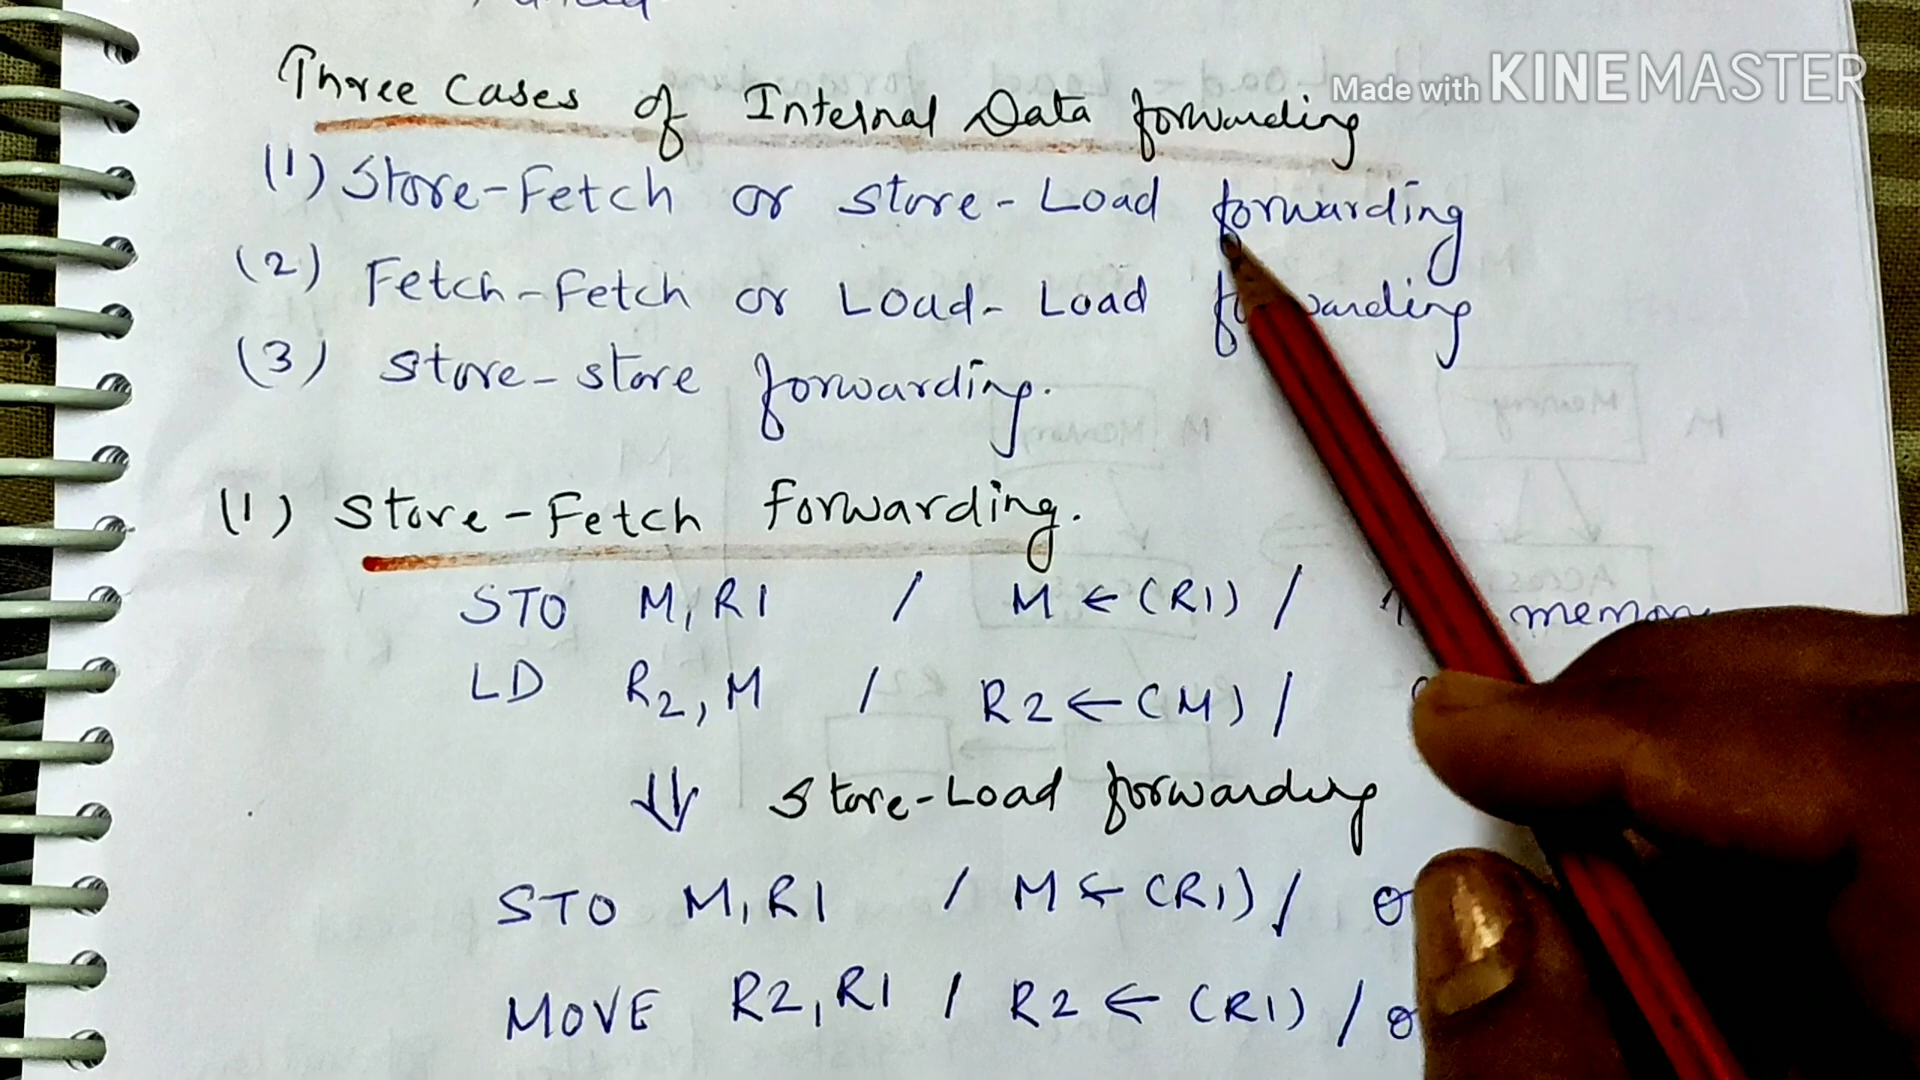 Three Cases of Internal Data forwarding
Made with KINEMASTER
(1) Store-Fetch or Store-Load forwarding
(2) Fetch-Fetch or Load-Load forwarding
(3) Store-store forwarding.
(1) Store-Fetch Forwarding.
STO M,R1 / M ← (R1) /
LD R2,M / R2 ← (M) /
⇓ Store-Load forwarding
STO M,R1 / M ← (R1) /
MOVE R2,R1 / R2 ← (R1) /